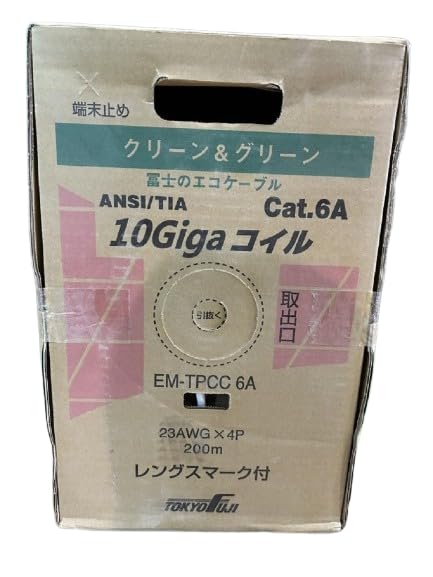 端末止め
クリーン&グリーン
冨士のエコケーブル
ANSI/TIA Cat.6A
10Gigaコイル
引抜く
取出口
EM-TPCC 6A
23AWG×4P
200m
レングスマーク付
TOKYO FUJI